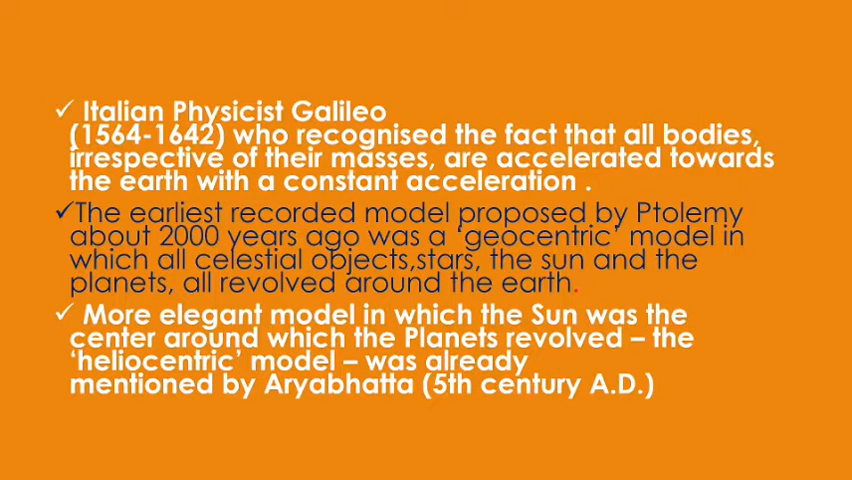 ✓ Italian Physicist Galileo
(1564-1642) who recognised the fact that all bodies,
irrespective of their masses, are accelerated towards
the earth with a constant acceleration .
✓The earliest recorded model proposed by Ptolemy
about 2000 years ago was a ‘geocentric’ model in
which all celestial objects,stars, the sun and the
planets, all revolved around the earth.
✓ More elegant model in which the Sun was the
center around which the Planets revolved – the
‘heliocentric’ model – was already
mentioned by Aryabhatta (5th century A.D.)